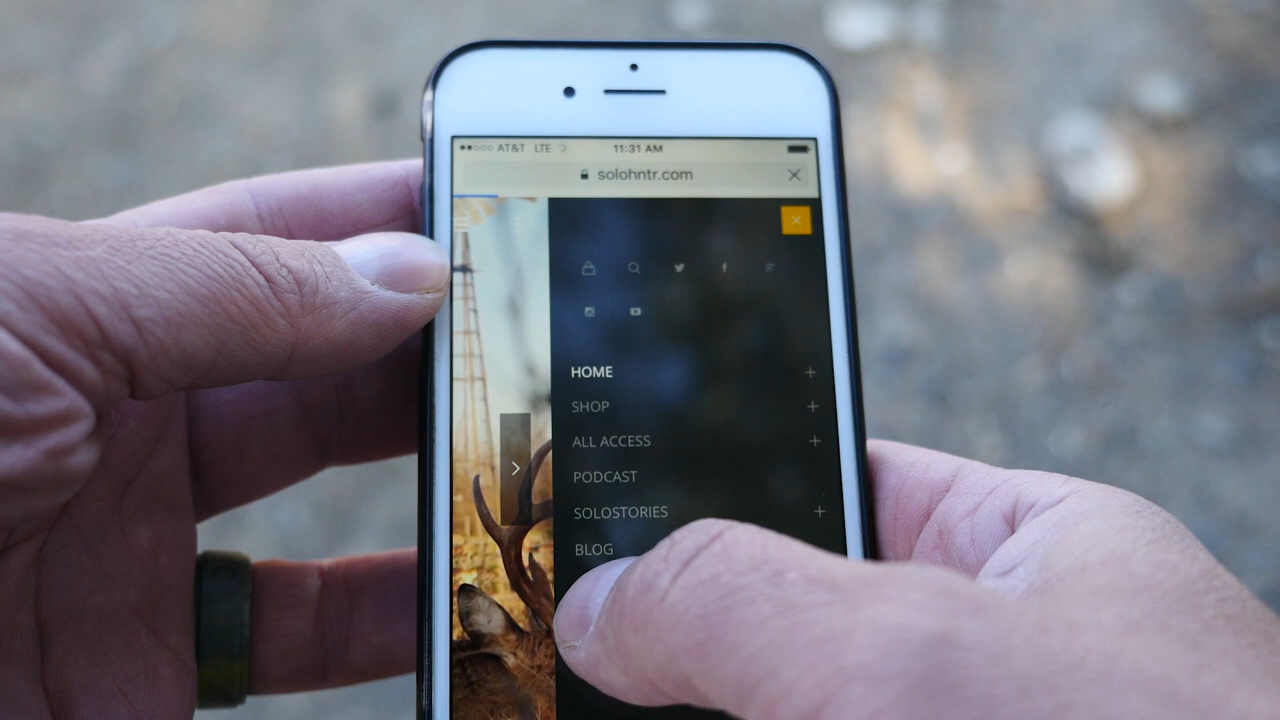 AT&T LTE 11:31 AM
solohntr.com
HOME
SHOP
ALL ACCESS
PODCAST
SOLOSTORIES
BLOG